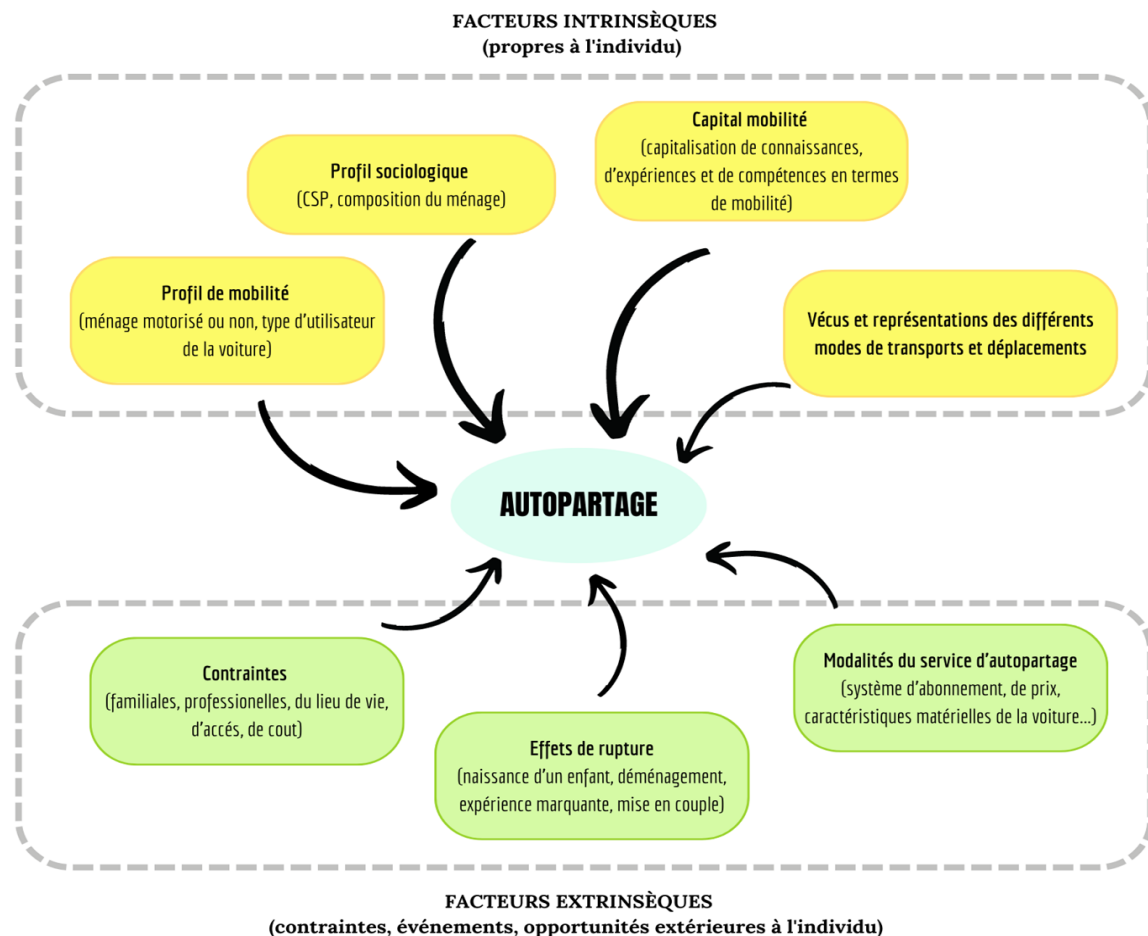 FACTEURS INTRINSÈQUES
(propres à l'individu)
Capital mobilité
(capitalisation de connaissances,
d'expériences et de compétences en termes
de mobilité)
Profil sociologique
(CSP, composition du ménage)
Profil de mobilité
(ménage motorisé ou non, type d'utilisateur
de la voiture)
Vécus et représentations des différents
modes de transports et déplacements
AUTOPARTAGE
Contraintes
(familiales, professionelles, du lieu de vie,
d'accés, de cout)
Effets de rupture
(naissance d'un enfant, déménagement,
expérience marquante, mise en couple)
Modalités du service d'autopartage
(système d'abonnement, de prix,
caractéristiques matérielles de la voiture...)
FACTEURS EXTRINSÈQUES
(contraintes, événements, opportunités extérieures à l'individu)